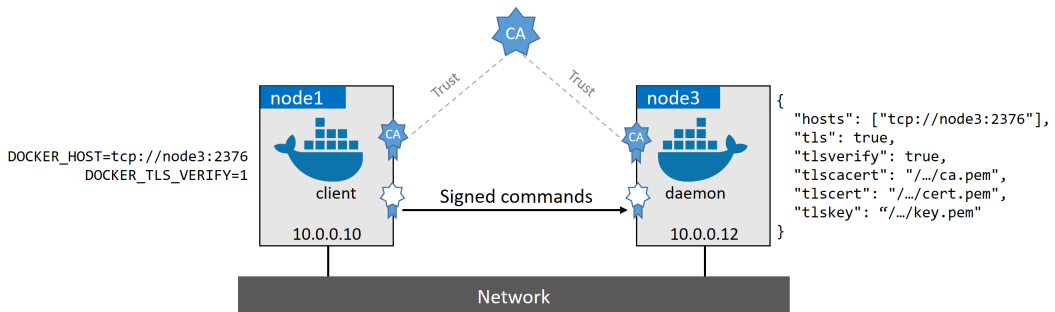 CA
Trust
Trust
node1
CA
client
10.0.0.10
DOCKER_HOST=tcp://node3:2376
DOCKER_TLS_VERIFY=1
Signed commands
node3
CA
daemon
10.0.0.12
{
"hosts": ["tcp://node3:2376"],
"tls": true,
"tlsverify": true,
"tlscacert": "/…/ca.pem",
"tlscert": "/…/cert.pem",
"tlskey": “/…/key.pem"
}
Network